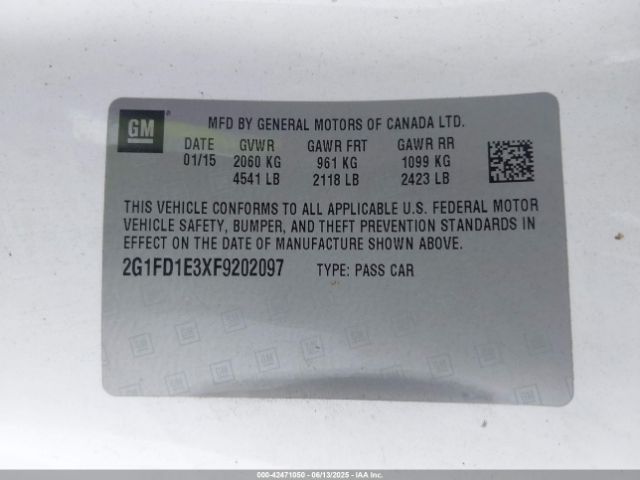 GM
MFD BY GENERAL MOTORS OF CANADA LTD.
DATE GVWR GAWR FRT GAWR RR
01/15 2060 KG 961 KG 1099 KG
4541 LB 2118 LB 2423 LB
THIS VEHICLE CONFORMS TO ALL APPLICABLE U.S. FEDERAL MOTOR
VEHICLE SAFETY, BUMPER, AND THEFT PREVENTION STANDARDS IN
EFFECT ON THE DATE OF MANUFACTURE SHOWN ABOVE.
2G1FD1E3XF9202097 TYPE: PASS CAR
000-42471050 - 06/13/2025 - IAA Inc.